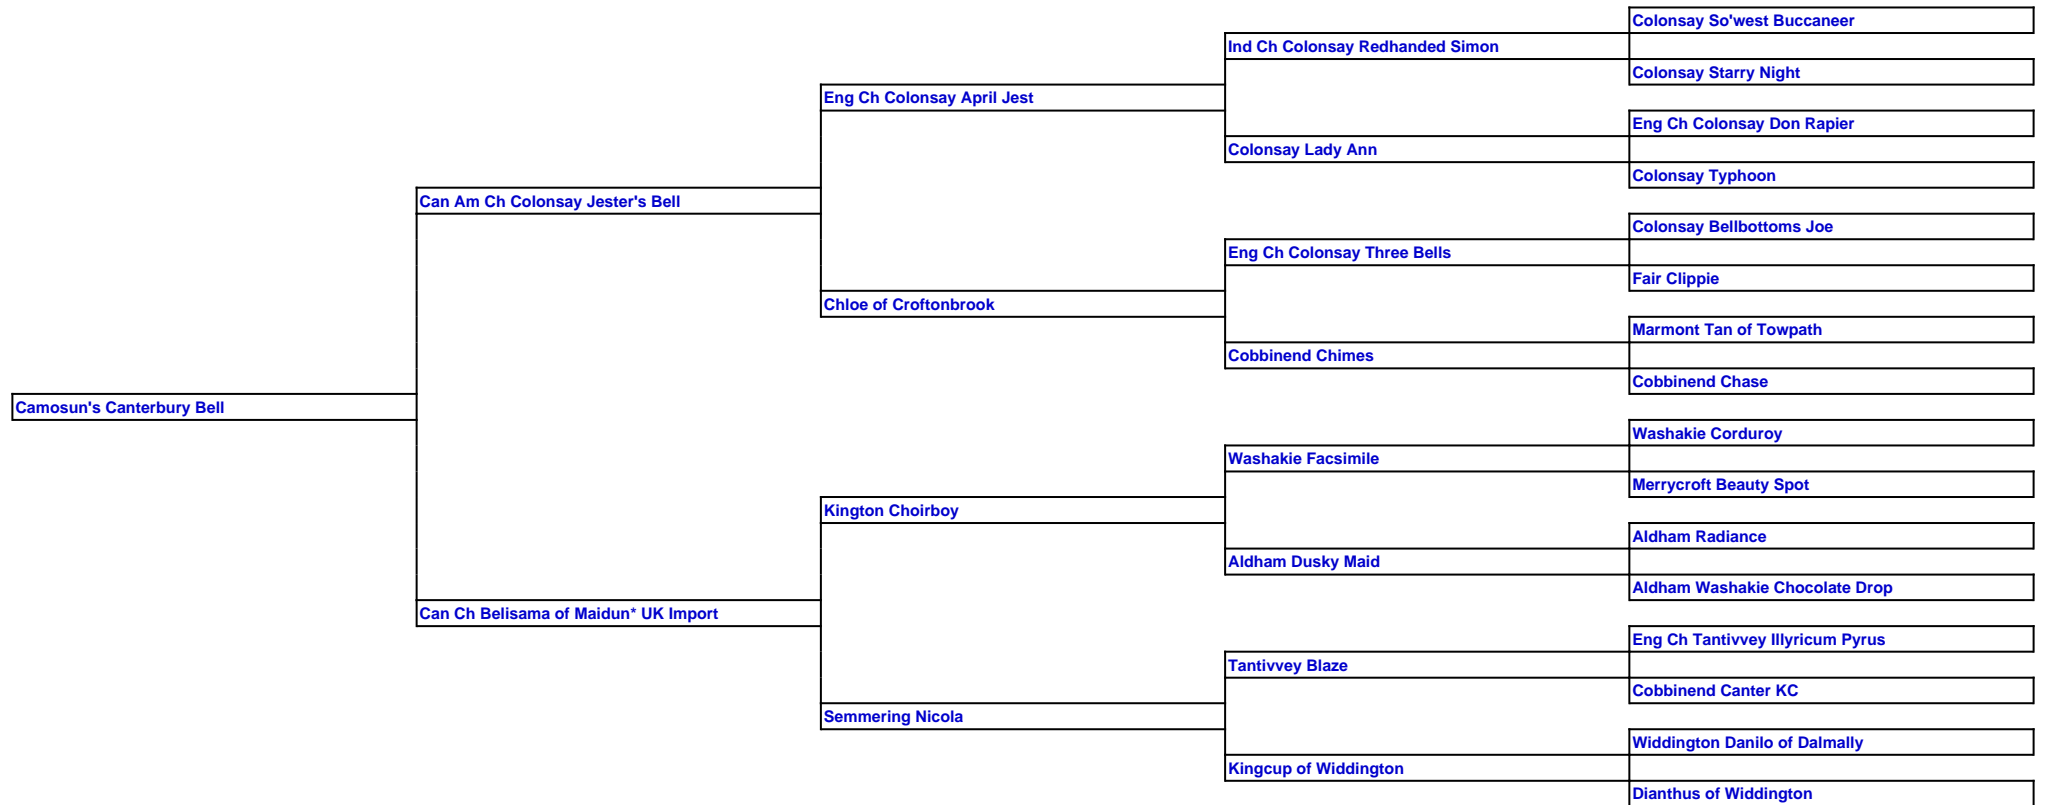 Colonsay So'west Buccaneer
Ind Ch Colonsay Redhanded Simon
Colonsay Starry Night
Eng Ch Colonsay April Jest
Eng Ch Colonsay Don Rapier
Colonsay Lady Ann
Colonsay Typhoon
Can Am Ch Colonsay Jester's Bell
Colonsay Bellbottoms Joe
Eng Ch Colonsay Three Bells
Fair Clippie
Chloe of Croftonbrook
Marmont Tan of Towpath
Cobbinend Chimes
Cobbinend Chase
Camosun's Canterbury Bell
Washakie Corduroy
Washakie Facsimile
Merrycroft Beauty Spot
Kington Choirboy
Aldham Radiance
Aldham Dusky Maid
Aldham Washakie Chocolate Drop
Can Ch Belisama of Maidun* UK Import
Eng Ch Tantivvey Illyricum Pyrus
Tantivvey Blaze
Cobbinend Canter KC
Semmering Nicola
Widdington Danilo of Dalmally
Kingcup of Widdington
Dianthus of Widdington